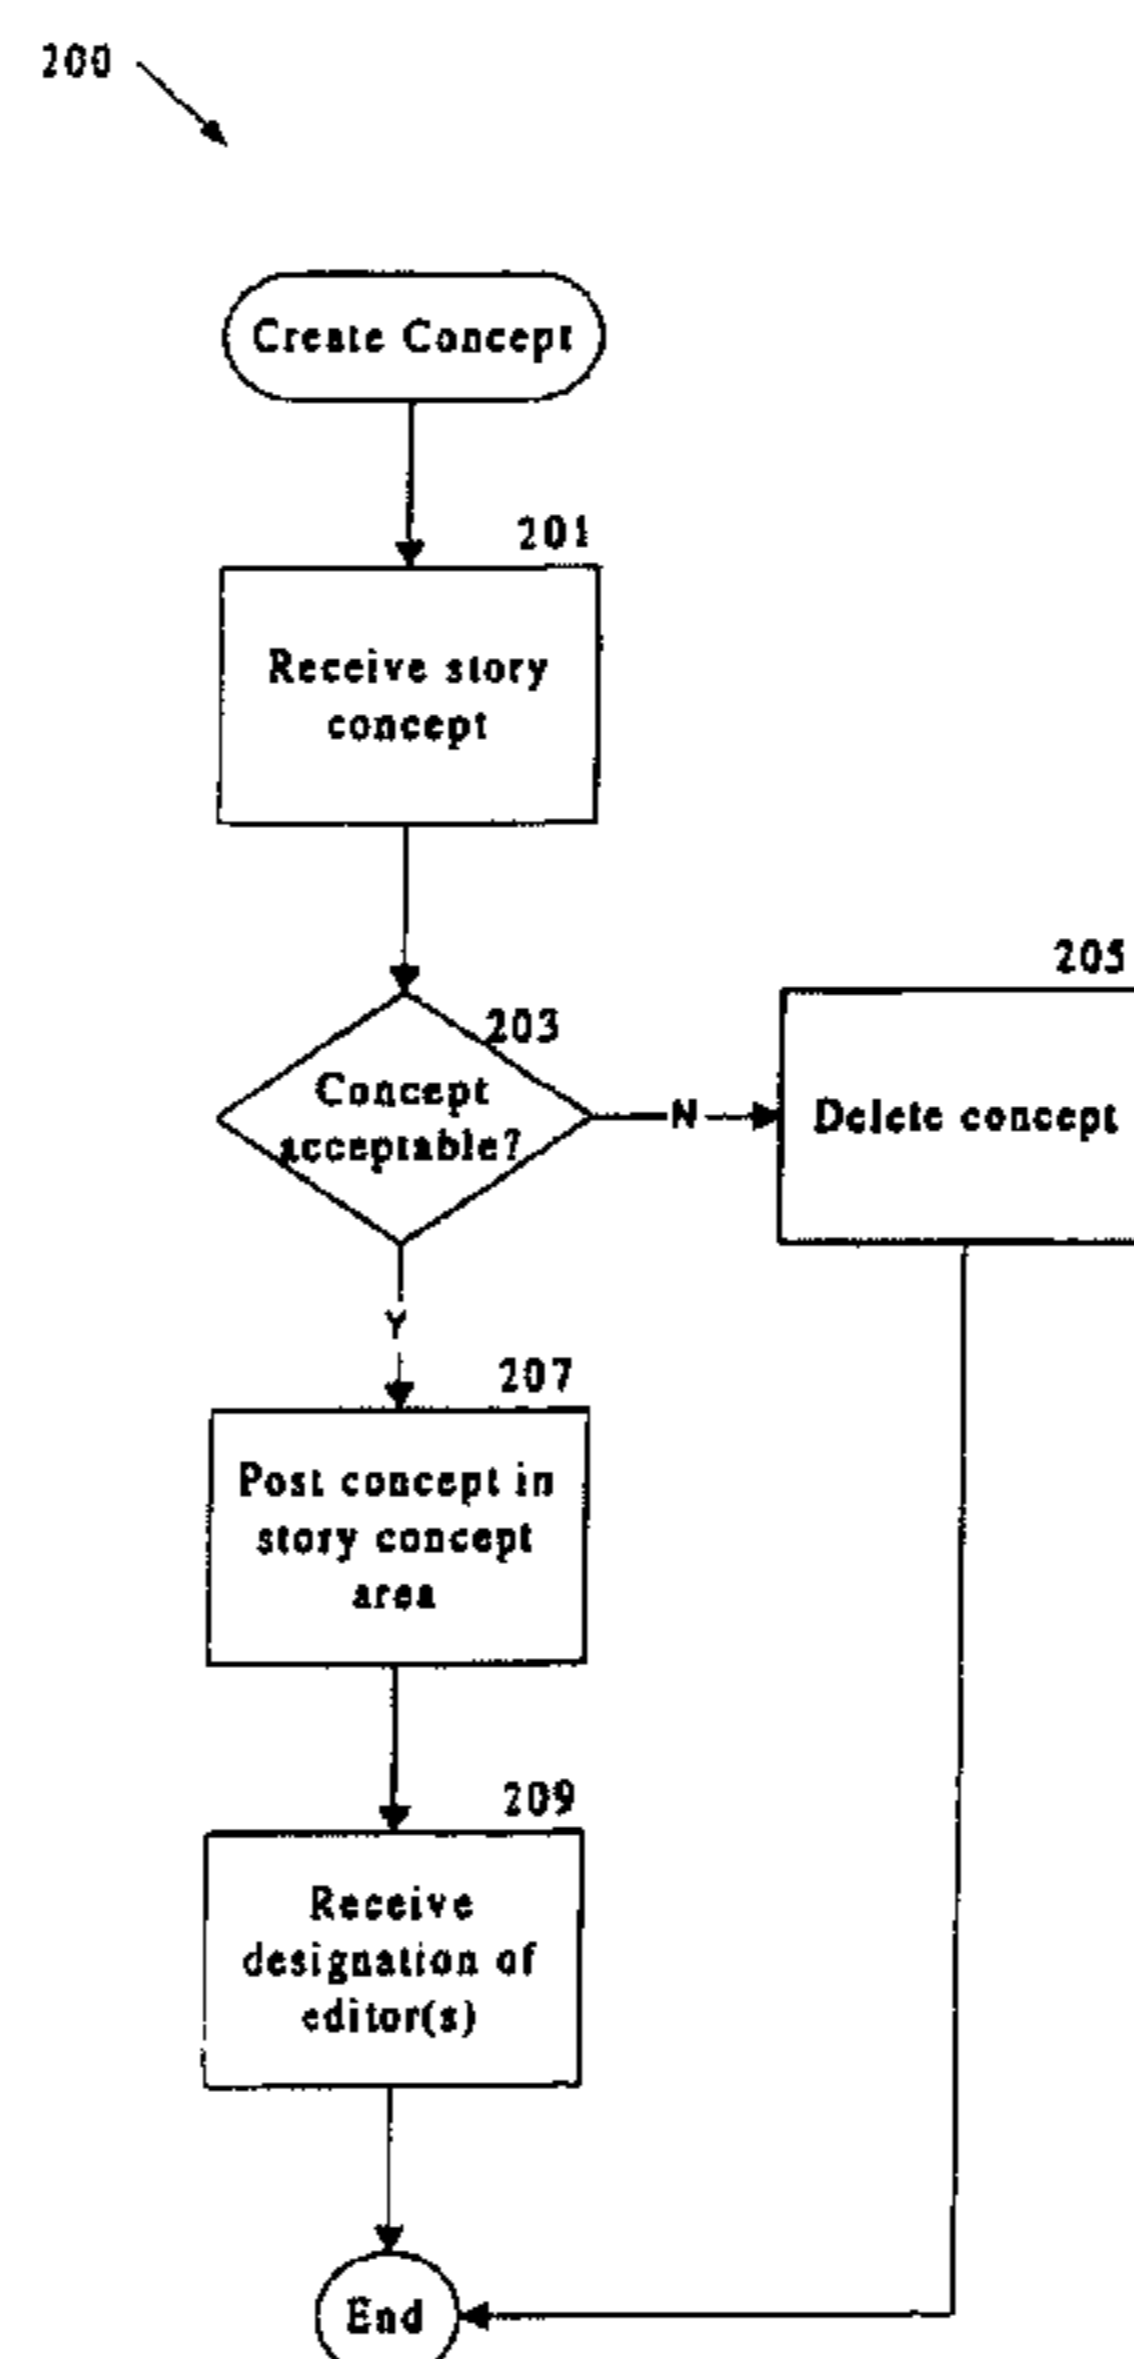 200
Create Concept
201
Receive story
concept
203
Concept
acceptable?
N
205
Delete concept
Y
207
Post concept in
story concept
area
209
Receive
designation of
editor(s)
End